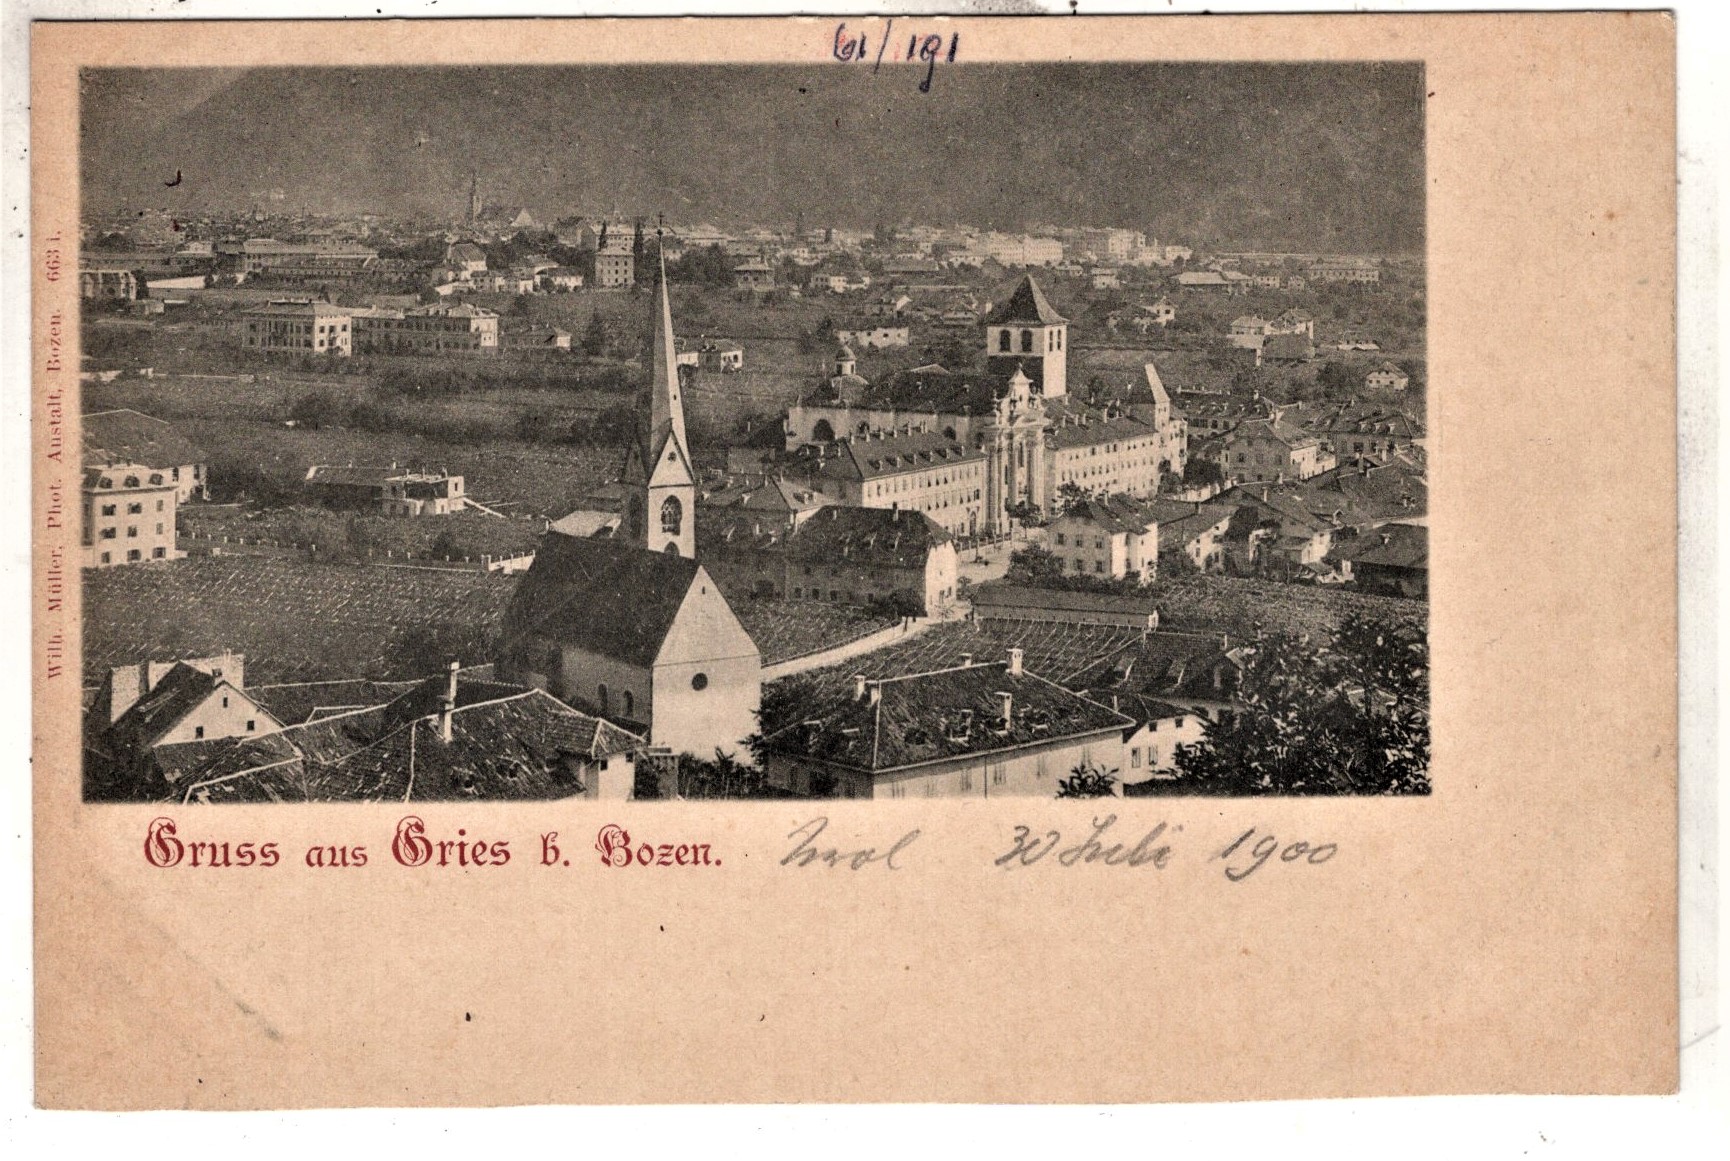 61/191
Wilh. Müller, Phot. Anstalt, Bozen. 663 i.
Gruss aus Gries b. Bozen. Tirol 30 Juli 1900